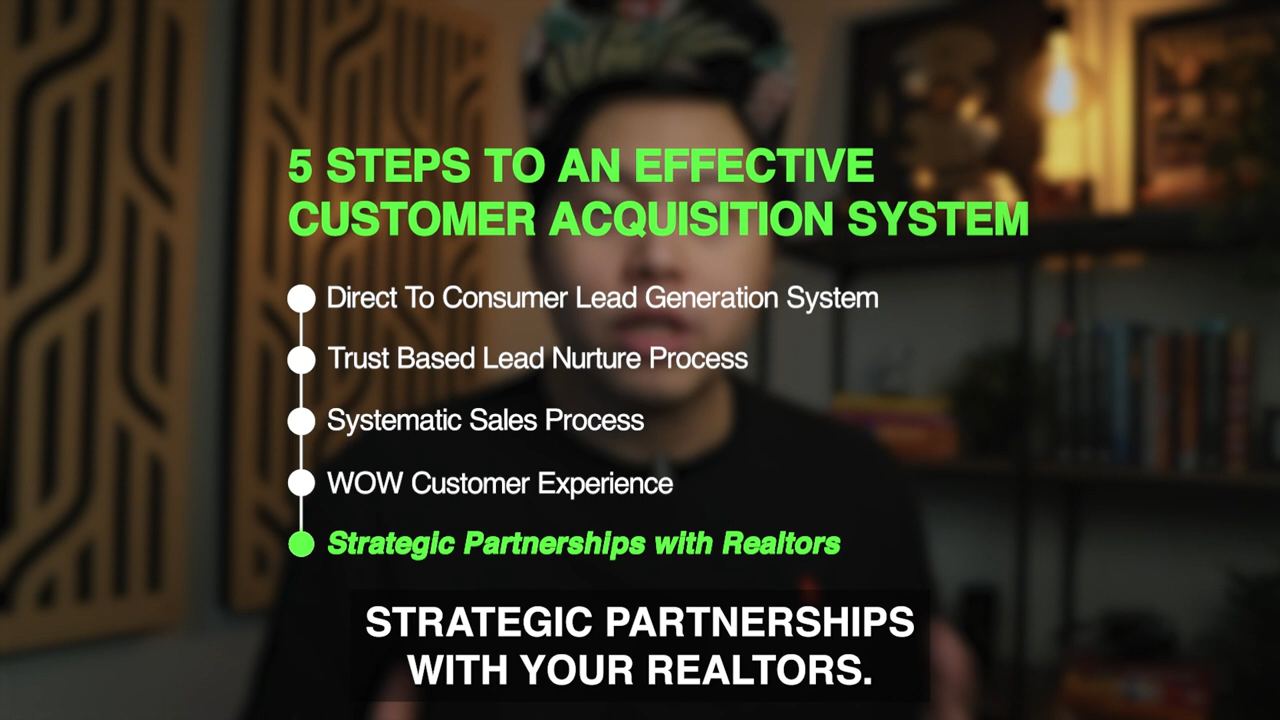 5 STEPS TO AN EFFECTIVE
CUSTOMER ACQUISITION SYSTEM
Direct To Consumer Lead Generation System
Trust Based Lead Nurture Process
Systematic Sales Process
WOW Customer Experience
Strategic Partnerships with Realtors
STRATEGIC PARTNERSHIPS
WITH YOUR REALTORS.